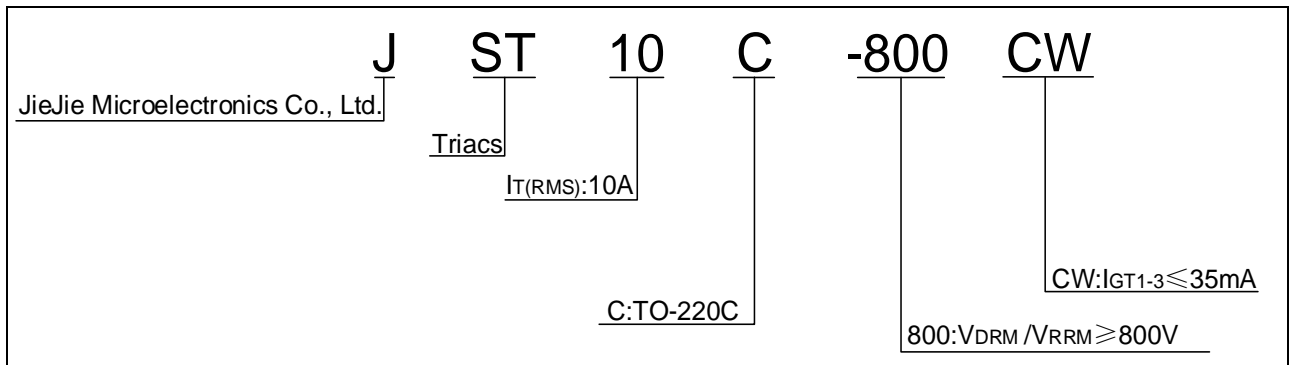 J ST 10 C -800 CW
JieJie Microelectronics Co., Ltd.
Triacs
IT(RMS):10A
CW:IGT1-3≤35mA
C:TO-220C
800:VDRM /VRRM≥800V